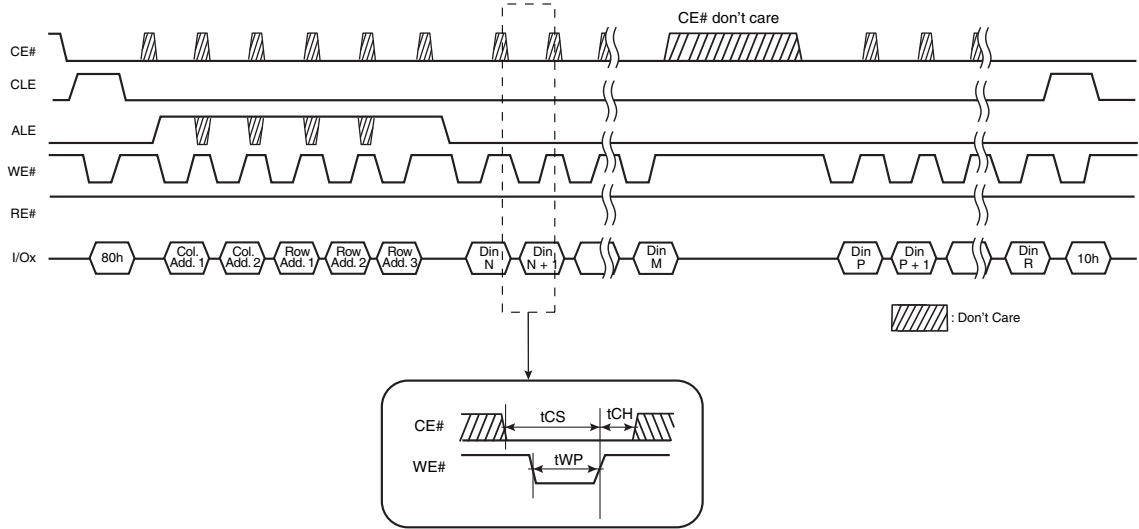 CE# don't care
CE#
CLE
ALE
WE#
RE#
I/Ox
80h
Col.
Add. 1
Col.
Add. 2
Row
Add. 1
Row
Add. 2
Row
Add. 3
Din
N
Din
N + 1
Din
M
Din
P
Din
P + 1
Din
R
10h
: Don't Care
CE#
tCS
tCH
WE#
tWP